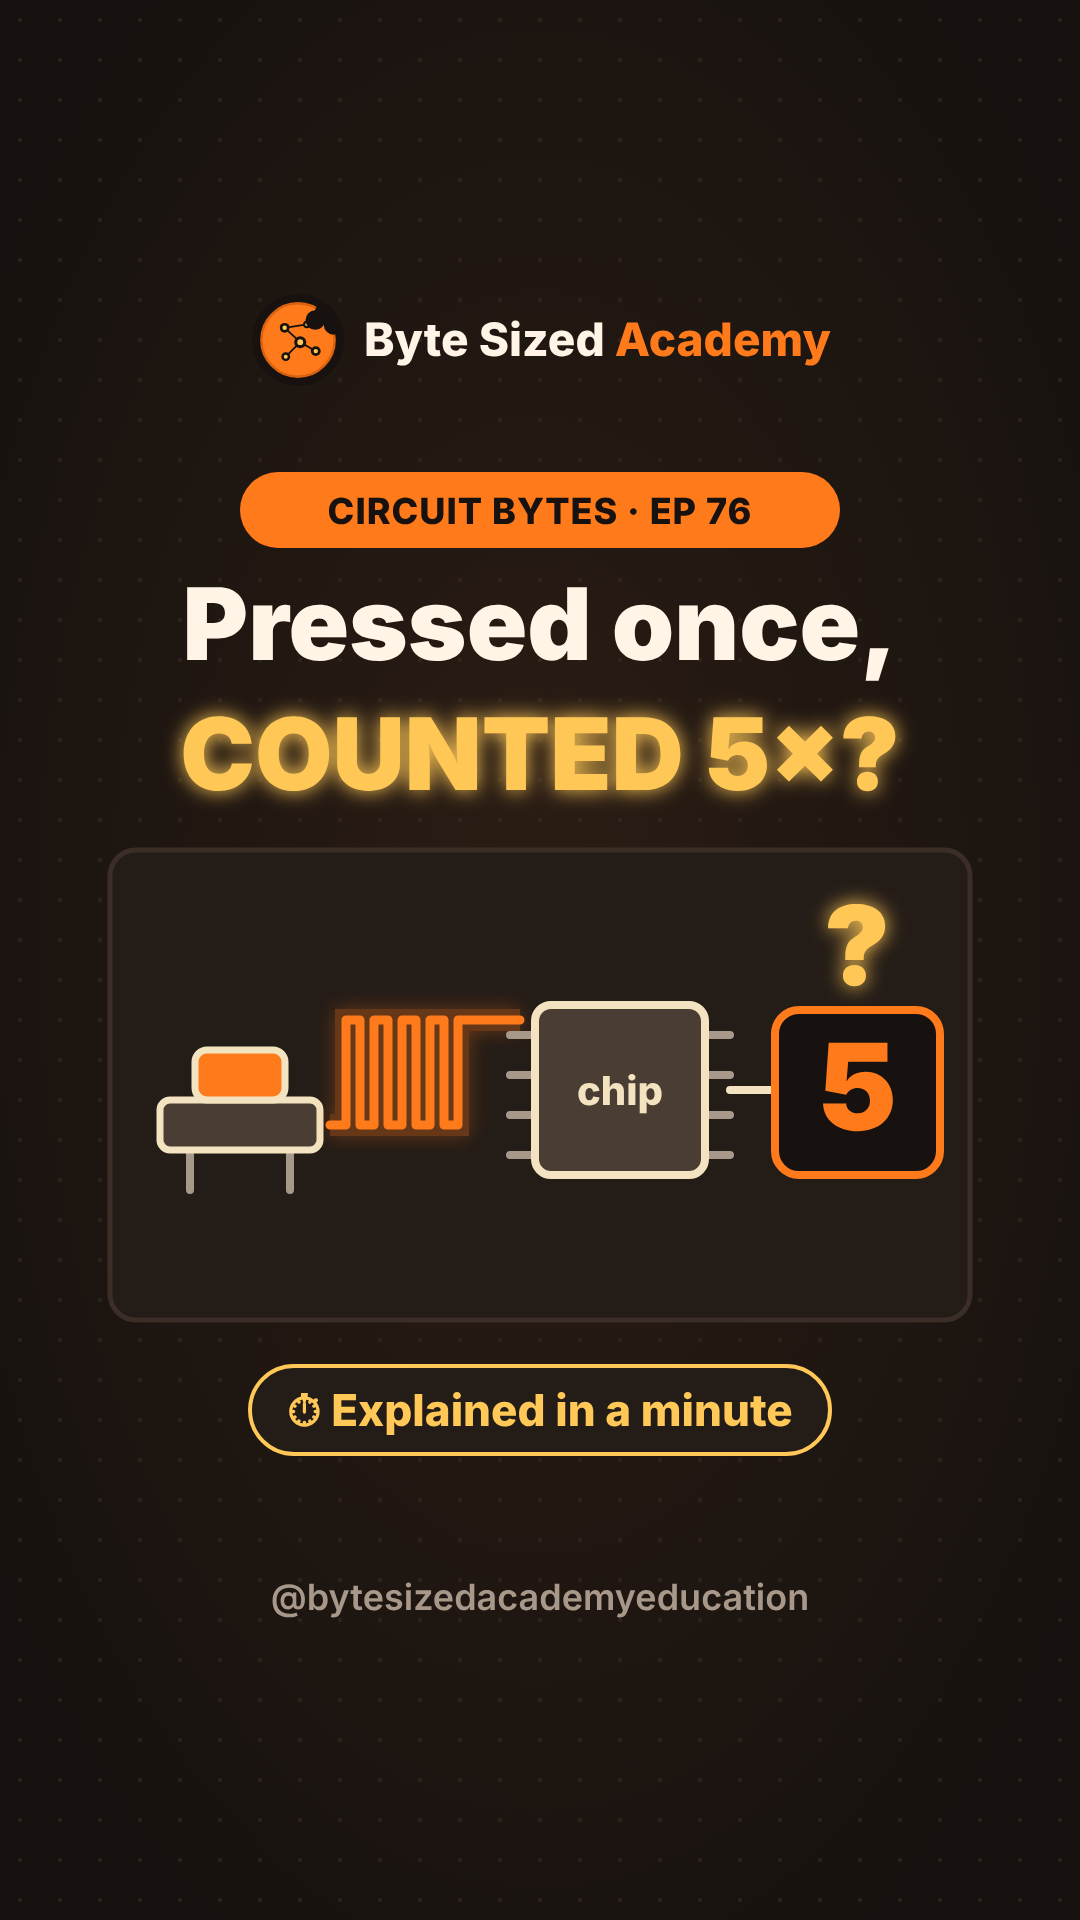 Byte Sized Academy
CIRCUIT BYTES · EP 76
Pressed once,
COUNTED 5×?
?
chip
5
⏱ Explained in a minute
@bytesizedacademyeducation